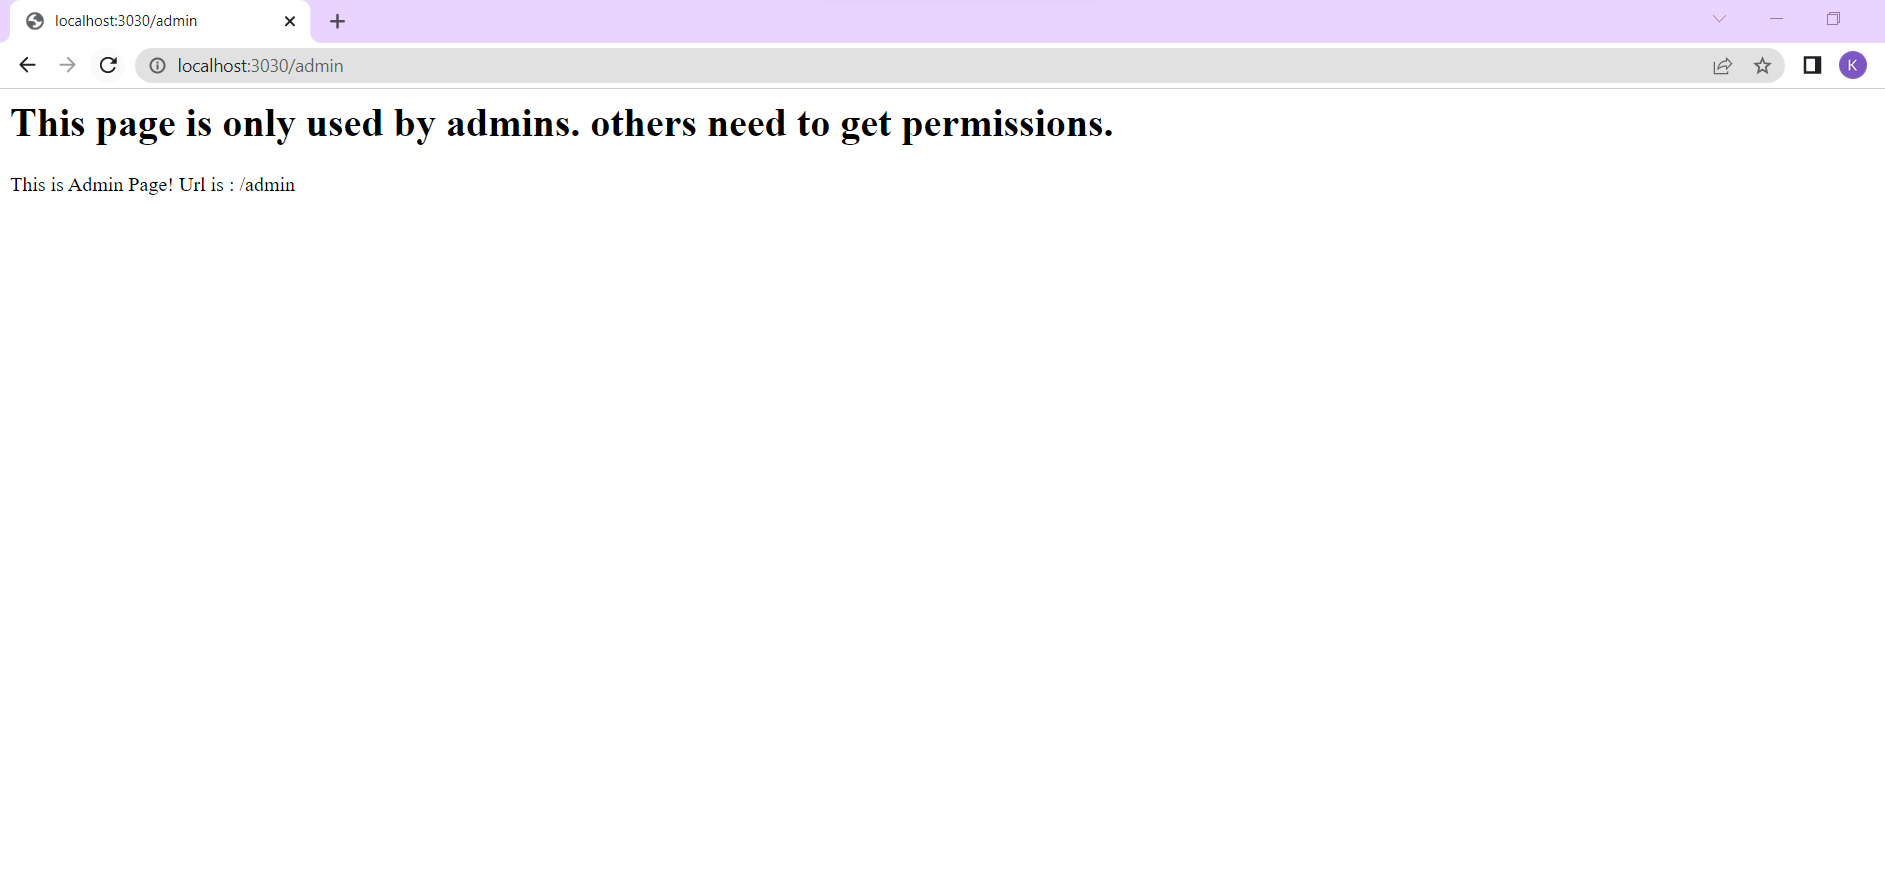 localhost:3030/admin
localhost:3030/admin
K
This page is only used by admins. others need to get permissions.
This is Admin Page! Url is : /admin